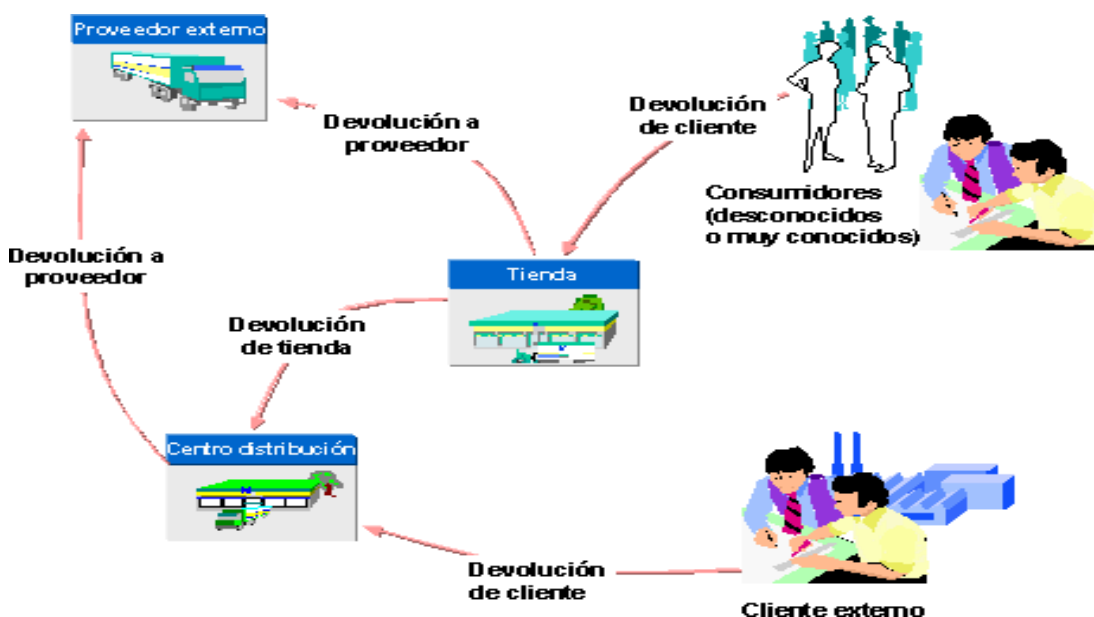 Proveedor externo
Devolución a
proveedor
Devolución
de cliente
Consumidores
(desconocidos
o muy conocidos)
Devolución a
proveedor
Tienda
Devolución
de tienda
Centro distribución
Devolución
de cliente
Cliente externo